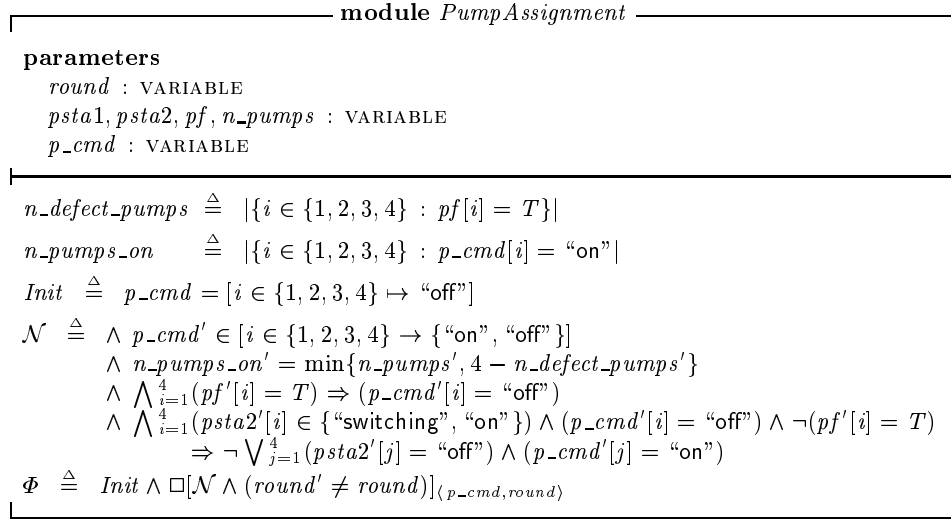 module PumpAssignment
parameters
round : VARIABLE
psta1, psta2, pf, n_pumps : VARIABLE
p_cmd : VARIABLE
n_defect_pumps ≜ |{i ∈ {1, 2, 3, 4} : pf[i] = T}|
n_pumps_on ≜ |{i ∈ {1, 2, 3, 4} : p_cmd[i] = “on”|
Init ≜ p_cmd = [i ∈ {1, 2, 3, 4} ↦ “off”]
𝒩 ≜ ∧ p_cmd′ ∈ [i ∈ {1, 2, 3, 4} → {“on”, “off”}]
∧ n_pumps_on′ = min{n_pumps′, 4 − n_defect_pumps′}
∧ ⋀⁴ᵢ₌₁(pf′[i] = T) ⇒ (p_cmd′[i] = “off”)
∧ ⋀⁴ᵢ₌₁(psta2′[i] ∈ {“switching”, “on”}) ∧ (p_cmd′[i] = “off”) ∧ ¬(pf′[i] = T)
⇒ ¬ ⋁⁴ⱼ₌₁(psta2′[j] = “off”) ∧ (p_cmd′[j] = “on”)
Φ ≜ Init ∧ □[𝒩 ∧ (round′ ≠ round)]⟨ p_cmd, round⟩